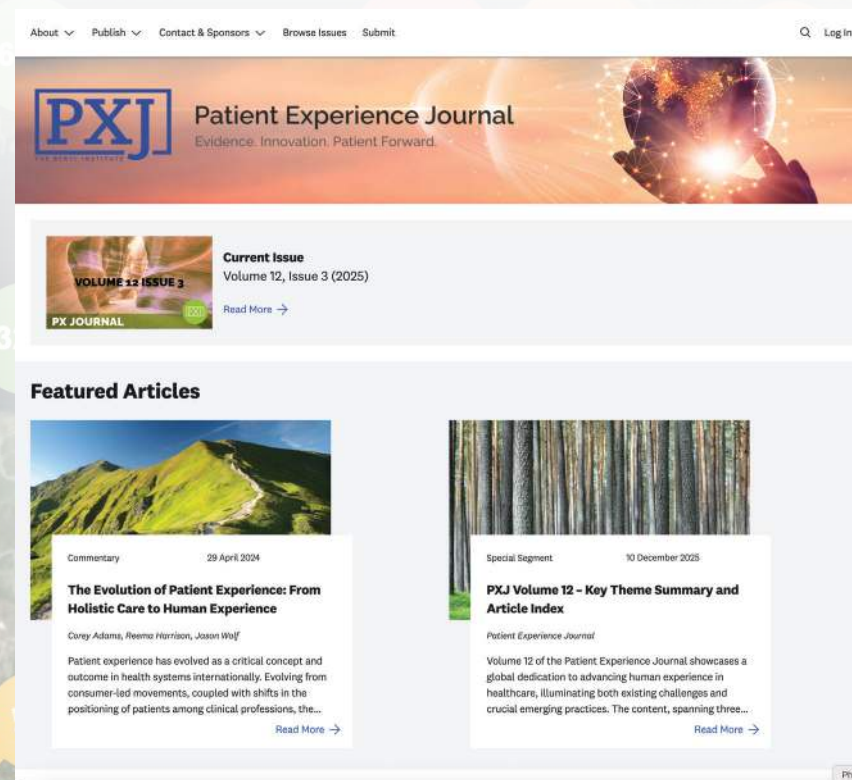 About Publish Contact & Sponsors Browse Issues Submit Log In
PXJ
THE BERYL INSTITUTE
Patient Experience Journal
Evidence. Innovation. Patient Forward.
VOLUME 12 ISSUE 3
PX JOURNAL
PXJ
Current Issue
Volume 12, Issue 3 (2025)
Read More →
Featured Articles
Commentary 29 April 2024
The Evolution of Patient Experience: From
Holistic Care to Human Experience
Corey Adams, Reema Harrison, Jason Wolf
Patient experience has evolved as a critical concept and
outcome in health systems internationally. Evolving from
consumer-led movements, coupled with shifts in the
positioning of patients among clinical professions, the...
Read More →
Special Segment 10 December 2025
PXJ Volume 12 – Key Theme Summary and
Article Index
Patient Experience Journal
Volume 12 of the Patient Experience Journal showcases a
global dedication to advancing human experience in
healthcare, illuminating both existing challenges and
crucial emerging practices. The content, spanning three...
Read More →